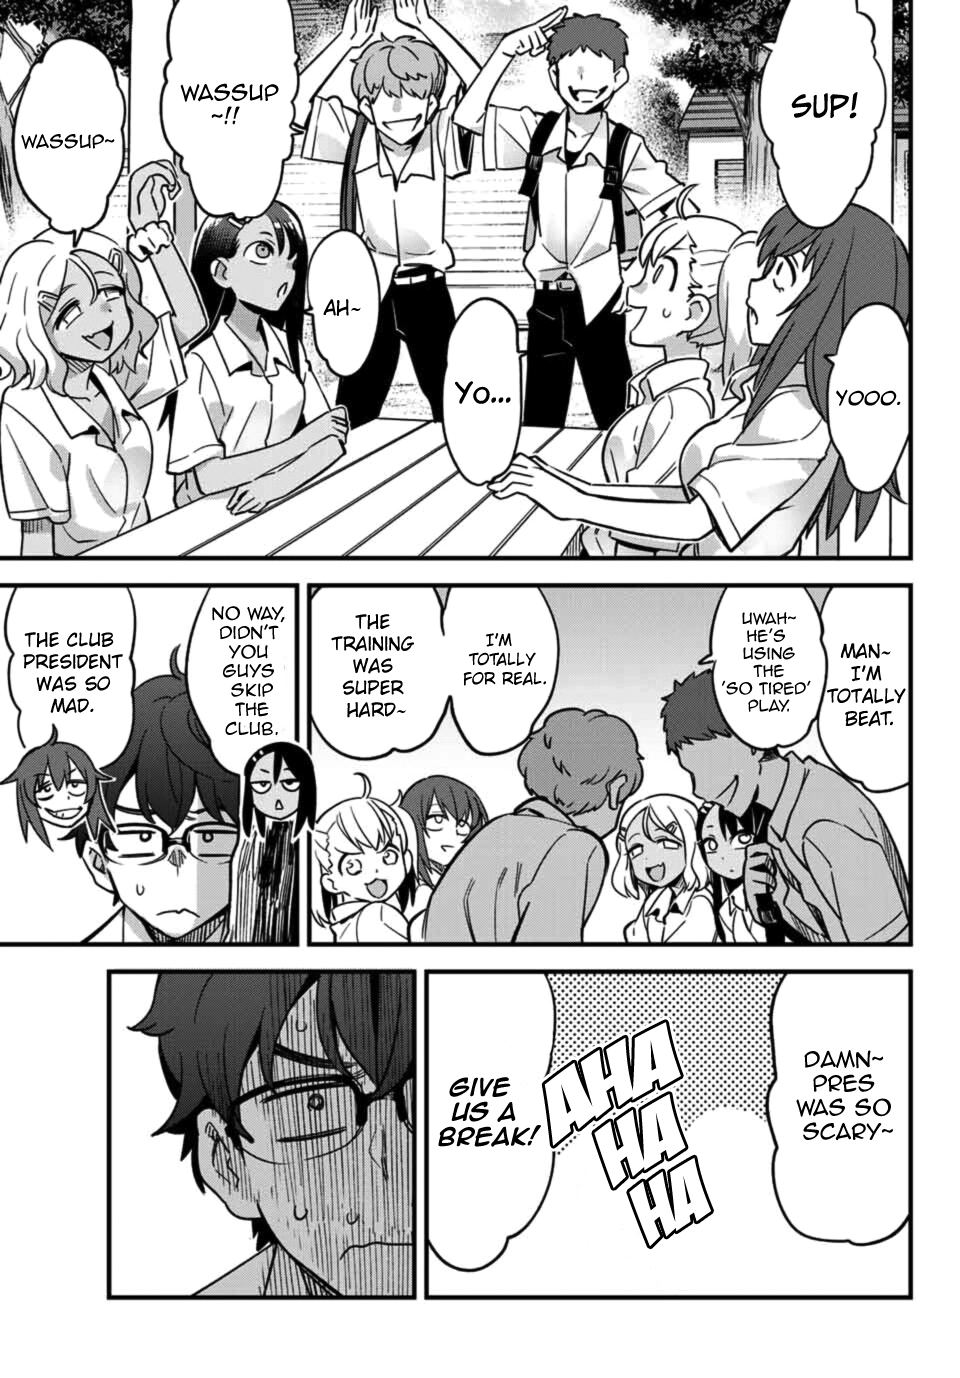 SUP!
WASSUP
~!!
WASSUP~
YOOO.
YO...
AH~
MAN~
I'M
TOTALLY
BEAT.
UWAH~
HE'S
USING
THE
'SO TIRED'
PLAY.
I'M
TOTALLY
FOR REAL.
THE
TRAINING
WAS
SUPER
HARD~
NO WAY,
DIDN'T
YOU
GUYS
SKIP
THE
CLUB.
THE CLUB
PRESIDENT
WAS SO
MAD.
DAMN~
PRES
WAS SO
SCARY~
AHA
HA
HA
GIVE
US A
BREAK!